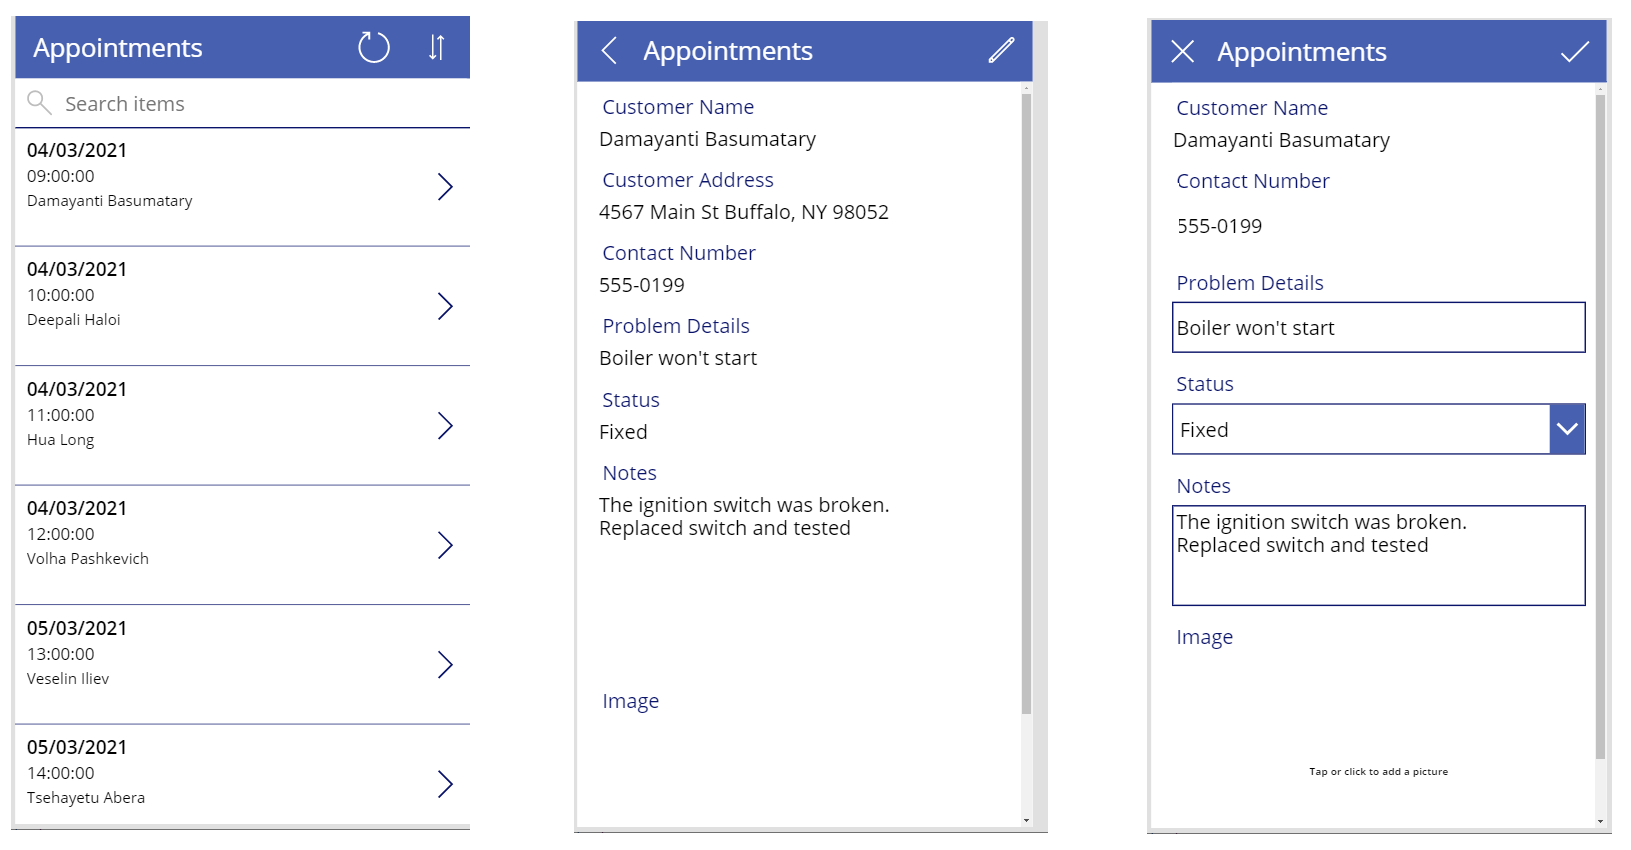 Appointments
Search items
04/03/2021
09:00:00
Damayanti Basumatary
04/03/2021
10:00:00
Deepali Haloi
04/03/2021
11:00:00
Hua Long
04/03/2021
12:00:00
Volha Pashkevich
05/03/2021
13:00:00
Veselin Iliev
05/03/2021
14:00:00
Tsehayetu Abera
Appointments
Customer Name
Damayanti Basumatary
Customer Address
4567 Main St Buffalo, NY 98052
Contact Number
555-0199
Problem Details
Boiler won't start
Status
Fixed
Notes
The ignition switch was broken.
Replaced switch and tested
Image
Appointments
Customer Name
Damayanti Basumatary
Contact Number
555-0199
Problem Details
Boiler won't start
Status
Fixed
Notes
The ignition switch was broken.
Replaced switch and tested
Image
Tap or click to add a picture